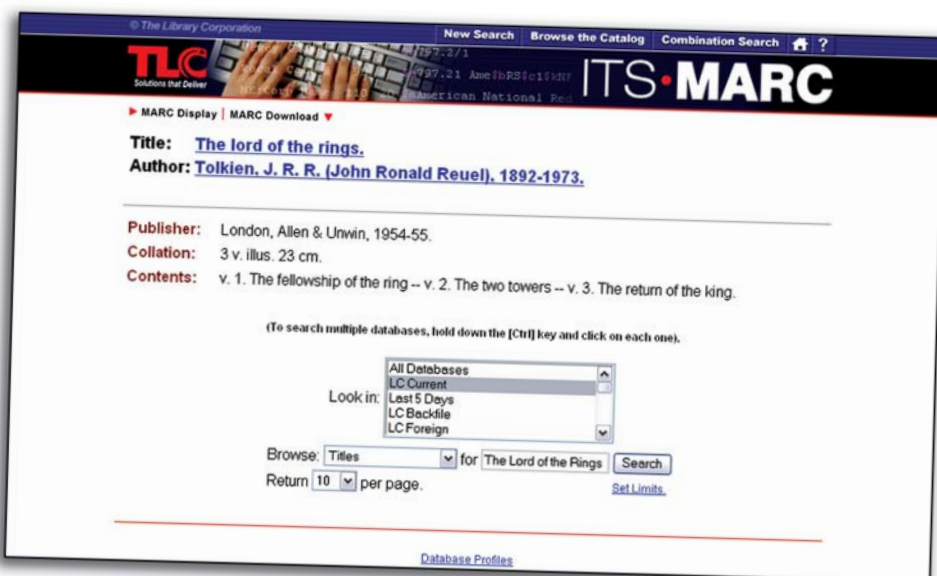 © The Library Corporation
New Search Browse the Catalog Combination Search ?
TLC
Solutions that Deliver
ITS•MARC
797.2/1
American National
MARC Display | MARC Download
Title: The lord of the rings.
Author: Tolkien, J. R. R. (John Ronald Reuel), 1892-1973.
Publisher: London, Allen & Unwin, 1954-55.
Collation: 3 v. illus. 23 cm.
Contents: v. 1. The fellowship of the ring -- v. 2. The two towers -- v. 3. The return of the king.
(To search multiple databases, hold down the [Ctrl] key and click on each one).
All Databases
LC Current
Look in: Last 5 Days
LC Backfile
LC Foreign
Browse: Titles for The Lord of the Rings Search
Return 10 per page.
Set Limits.
Database Profiles